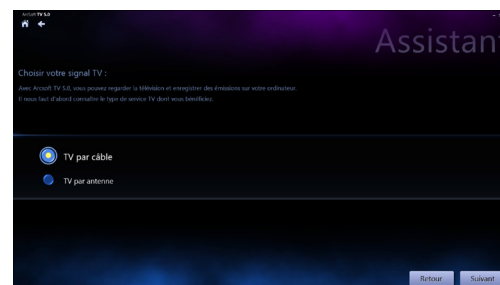 ArcSoft TV 5.0
Assistant
Choisir votre signal TV :
Avec Arcsoft TV 5.0, vous pouvez regarder la télévision et enregistrer des émissions sur votre ordinateur.
Il nous faut d'abord connaître le type de service TV dont vous bénéficiez.
TV par câble
TV par antenne
Retour
Suivant